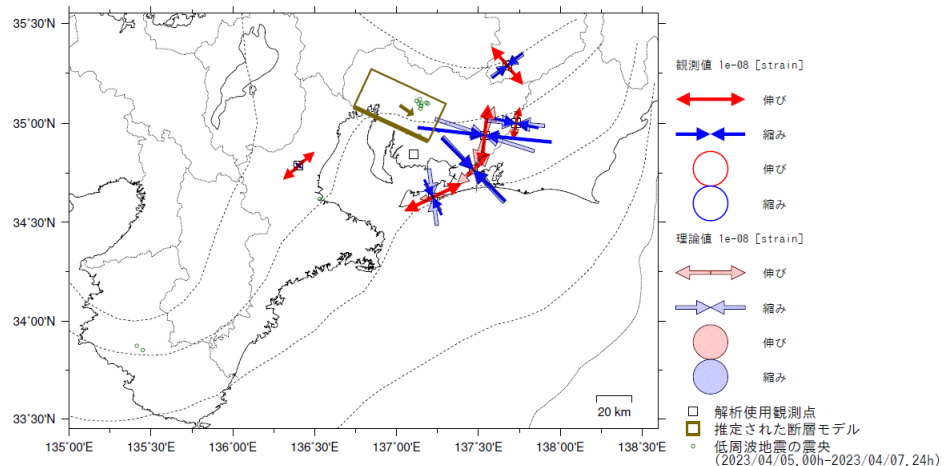 35°30'N
35°00'N
34°30'N
34°00'N
33°30'N
135°00'E
135°30'E
136°00'E
136°30'E
137°00'E
137°30'E
138°00'E
138°30'E
20 km
観測値 1e-08 [strain]
伸び
縮み
伸び
縮み
理論値 1e-08 [strain]
伸び
縮み
伸び
縮み
解析使用観測点
推定された断層モデル
低周波地震の震央
(2023/04/05.00h-2023/04/07.24h)